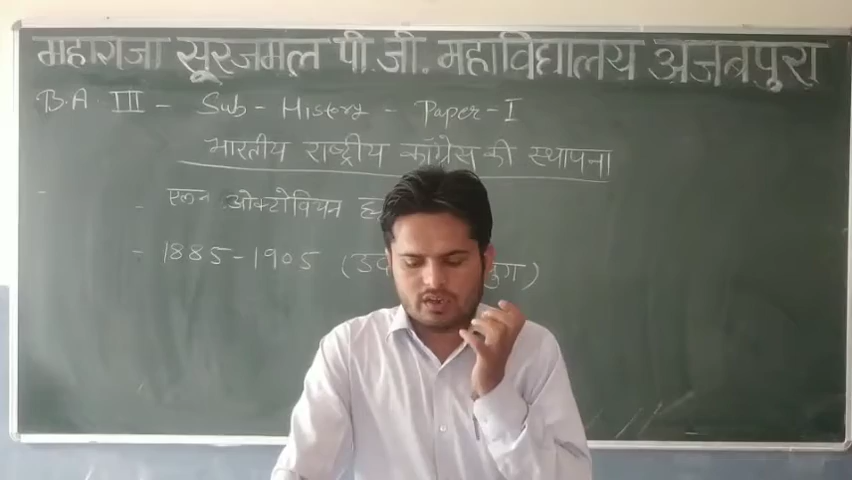 महाराजा सूरजमल पी.जी. महाविद्यालय अजबपुरा
B.A. III - Sub - History - Paper - I
भारतीय राष्ट्रीय काँग्रेस की स्थापना
- एलन ओक्टोवियन
- 1885-1905 (